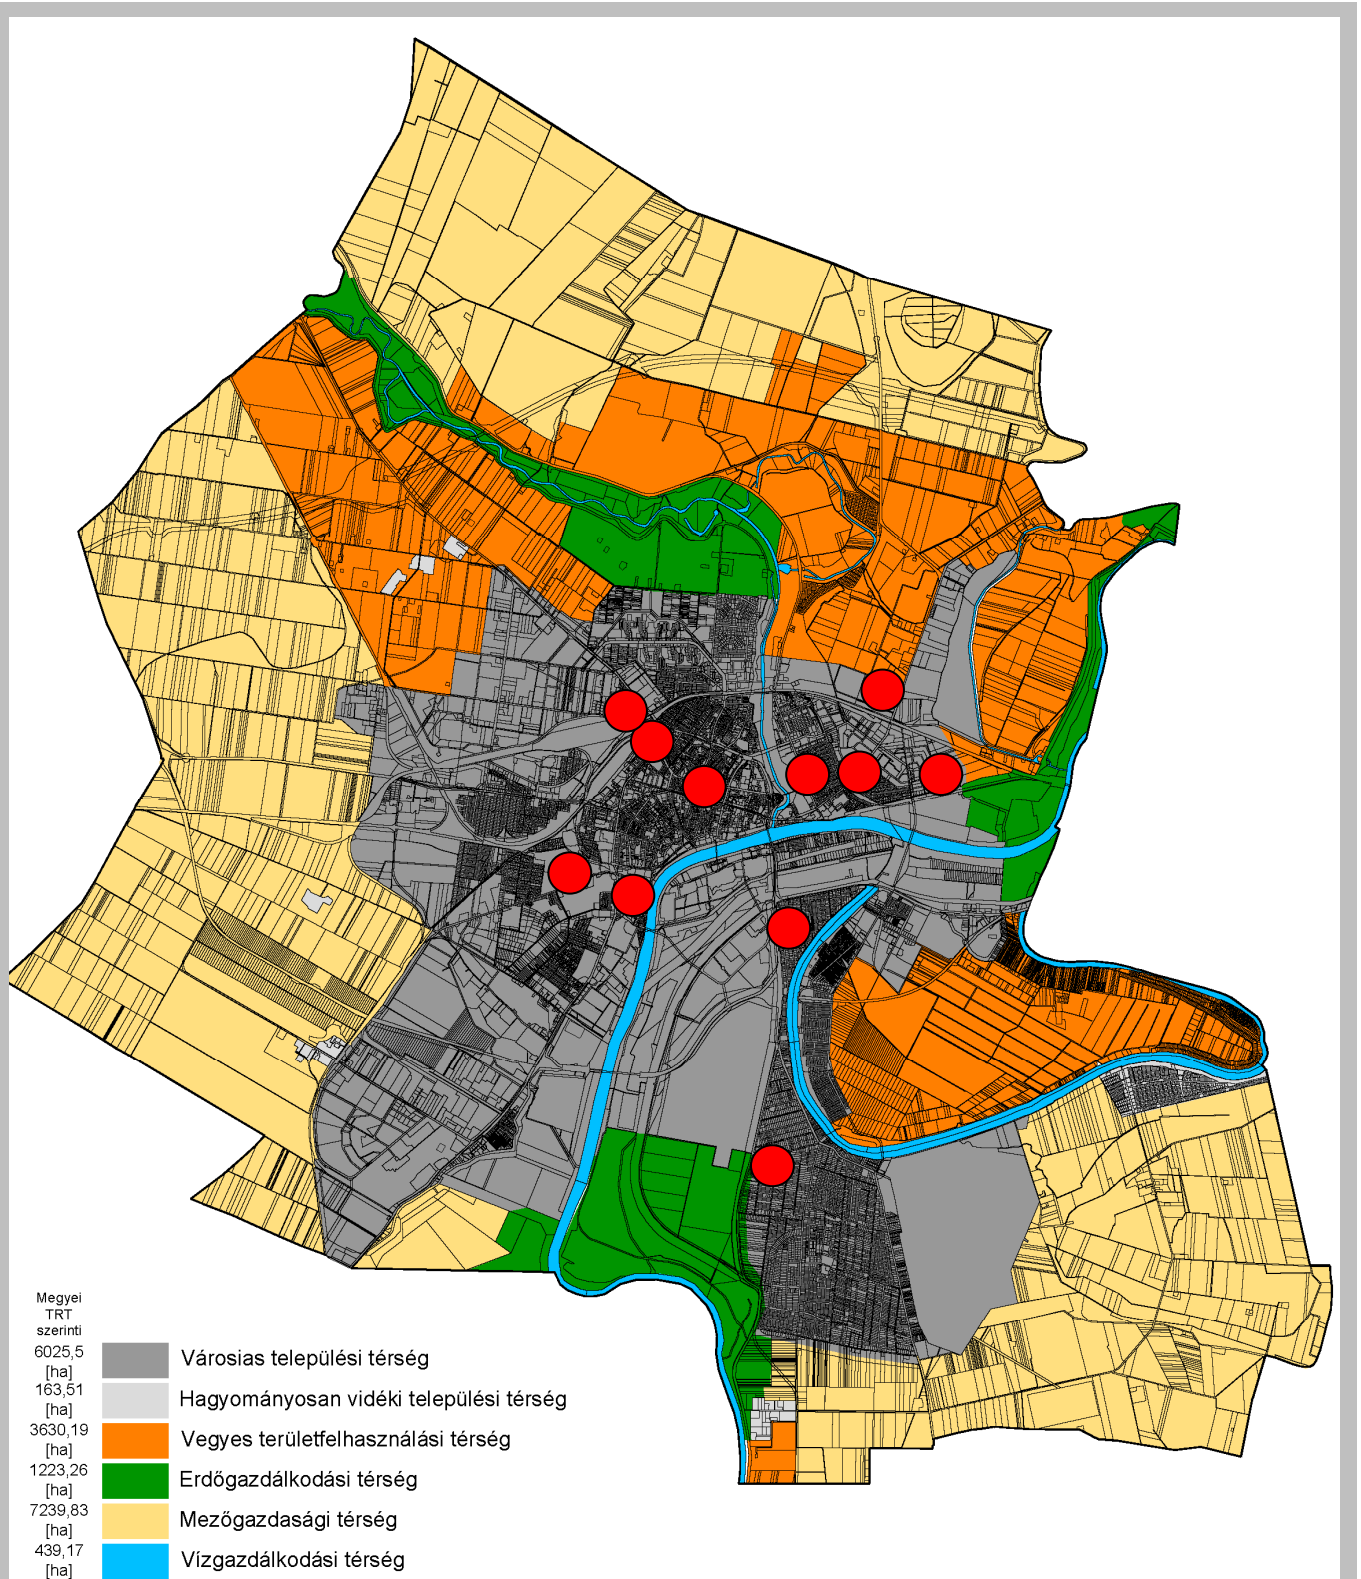 Megyei
TRT
szerinti
6025,5
[ha]
Városias települési térség
163,51
[ha]
Hagyományosan vidéki települési térség
3630,19
[ha]
Vegyes területfelhasználási térség
1223,26
[ha]
Erdőgazdálkodási térség
7239,83
[ha]
Mezőgazdasági térség
439,17
[ha]
Vízgazdálkodási térség